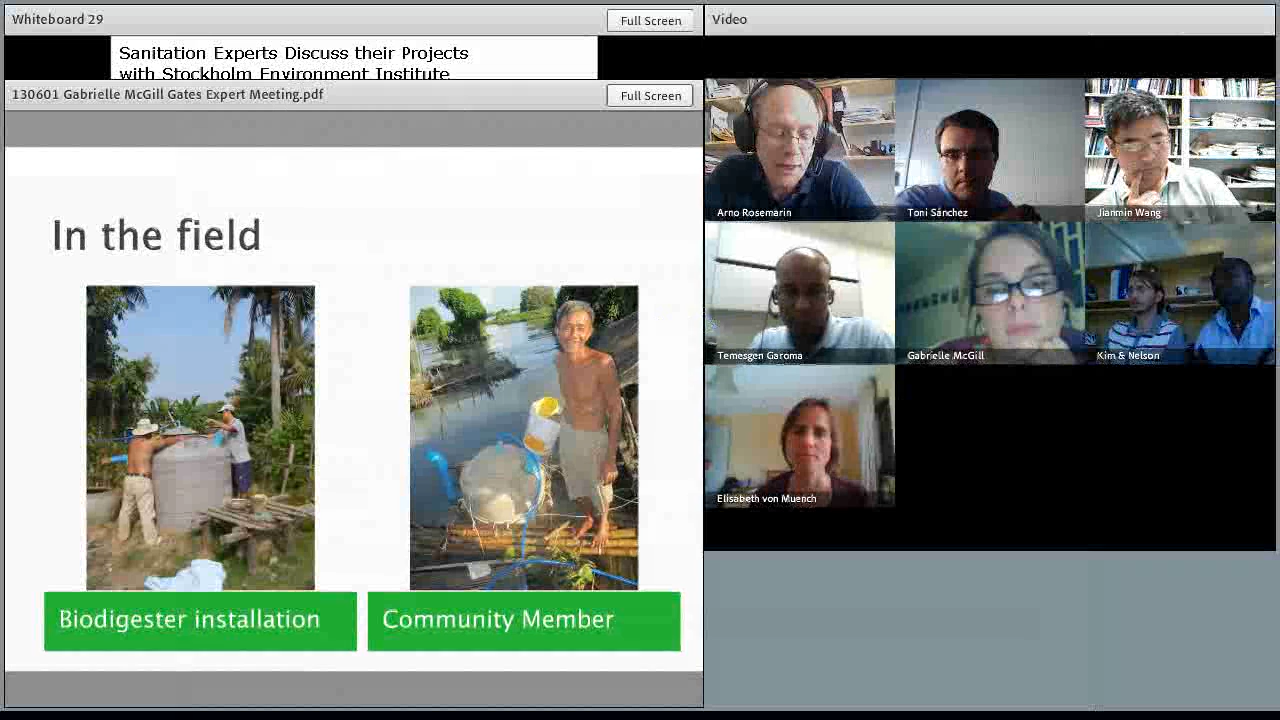 Whiteboard 29
Full Screen
Sanitation Experts Discuss their Projects
with Stockholm Environment Institute
130601 Gabrielle McGill Gates Expert Meeting.pdf
Full Screen
In the field
Biodigester installation
Community Member
Video
Arno Rosemarin
Toni Sánchez
Jianmin Wang
Temesgen Garoma
Gabrielle McGill
Kim & Nelson
Elisabeth von Muench